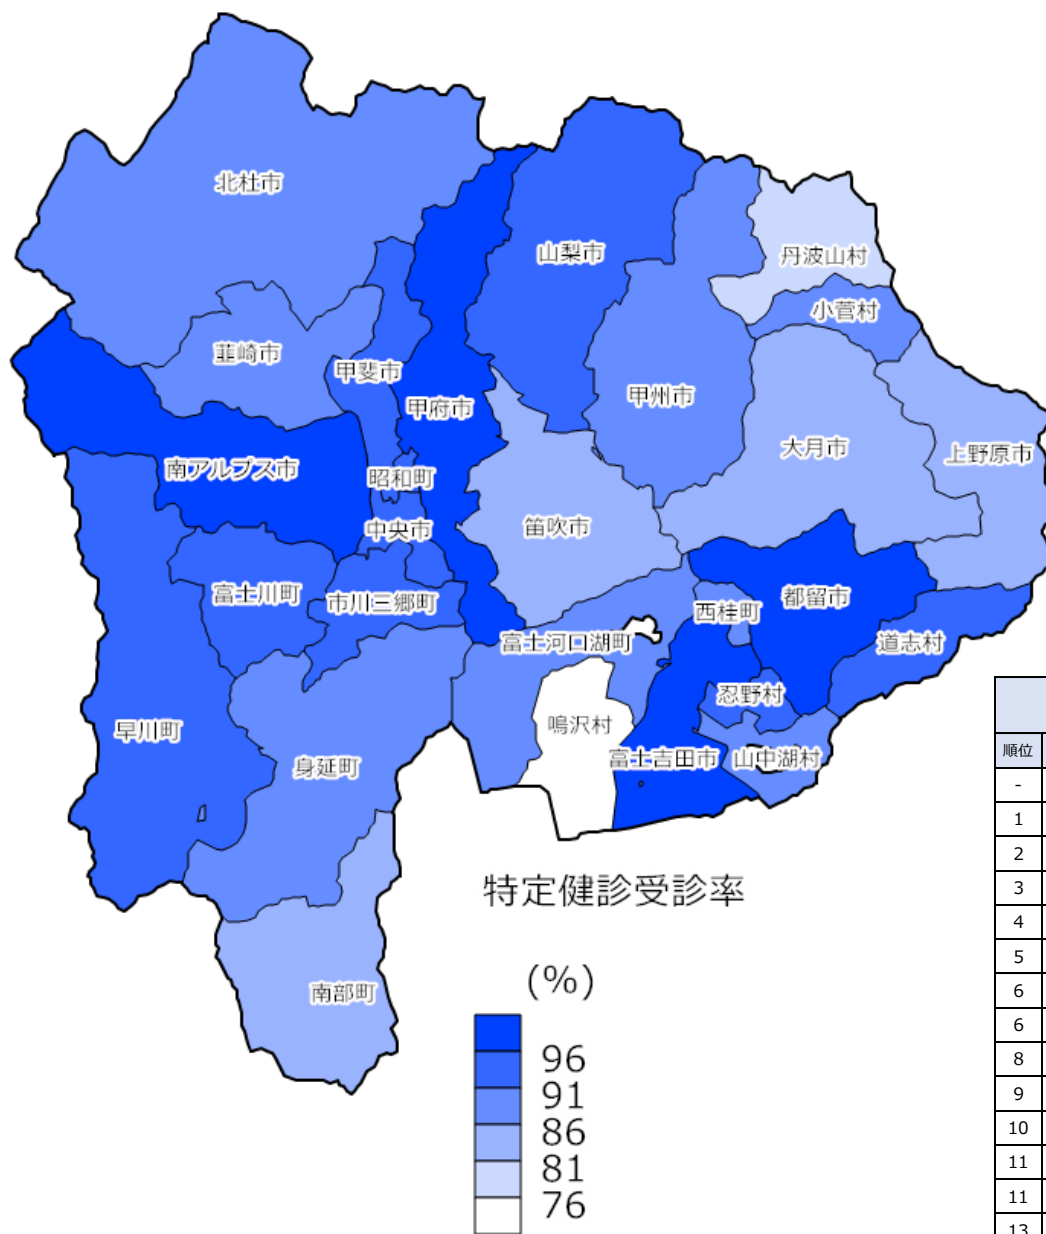 北杜市
山梨市
丹波山村
小菅村
韮崎市
甲斐市
甲州市
甲府市
大月市
上野原市
南アルプス市
昭和町
笛吹市
中央市
富士川町
市川三郷町
都留市
西桂町
富士河口湖町
道志村
忍野村
鳴沢村
早川町
富士吉田市
山中湖村
身延町
南部町
特定健診受診率
(%)
96
91
86
81
76
順位
-
1
2
3
4
5
6
6
8
9
10
11
11
13